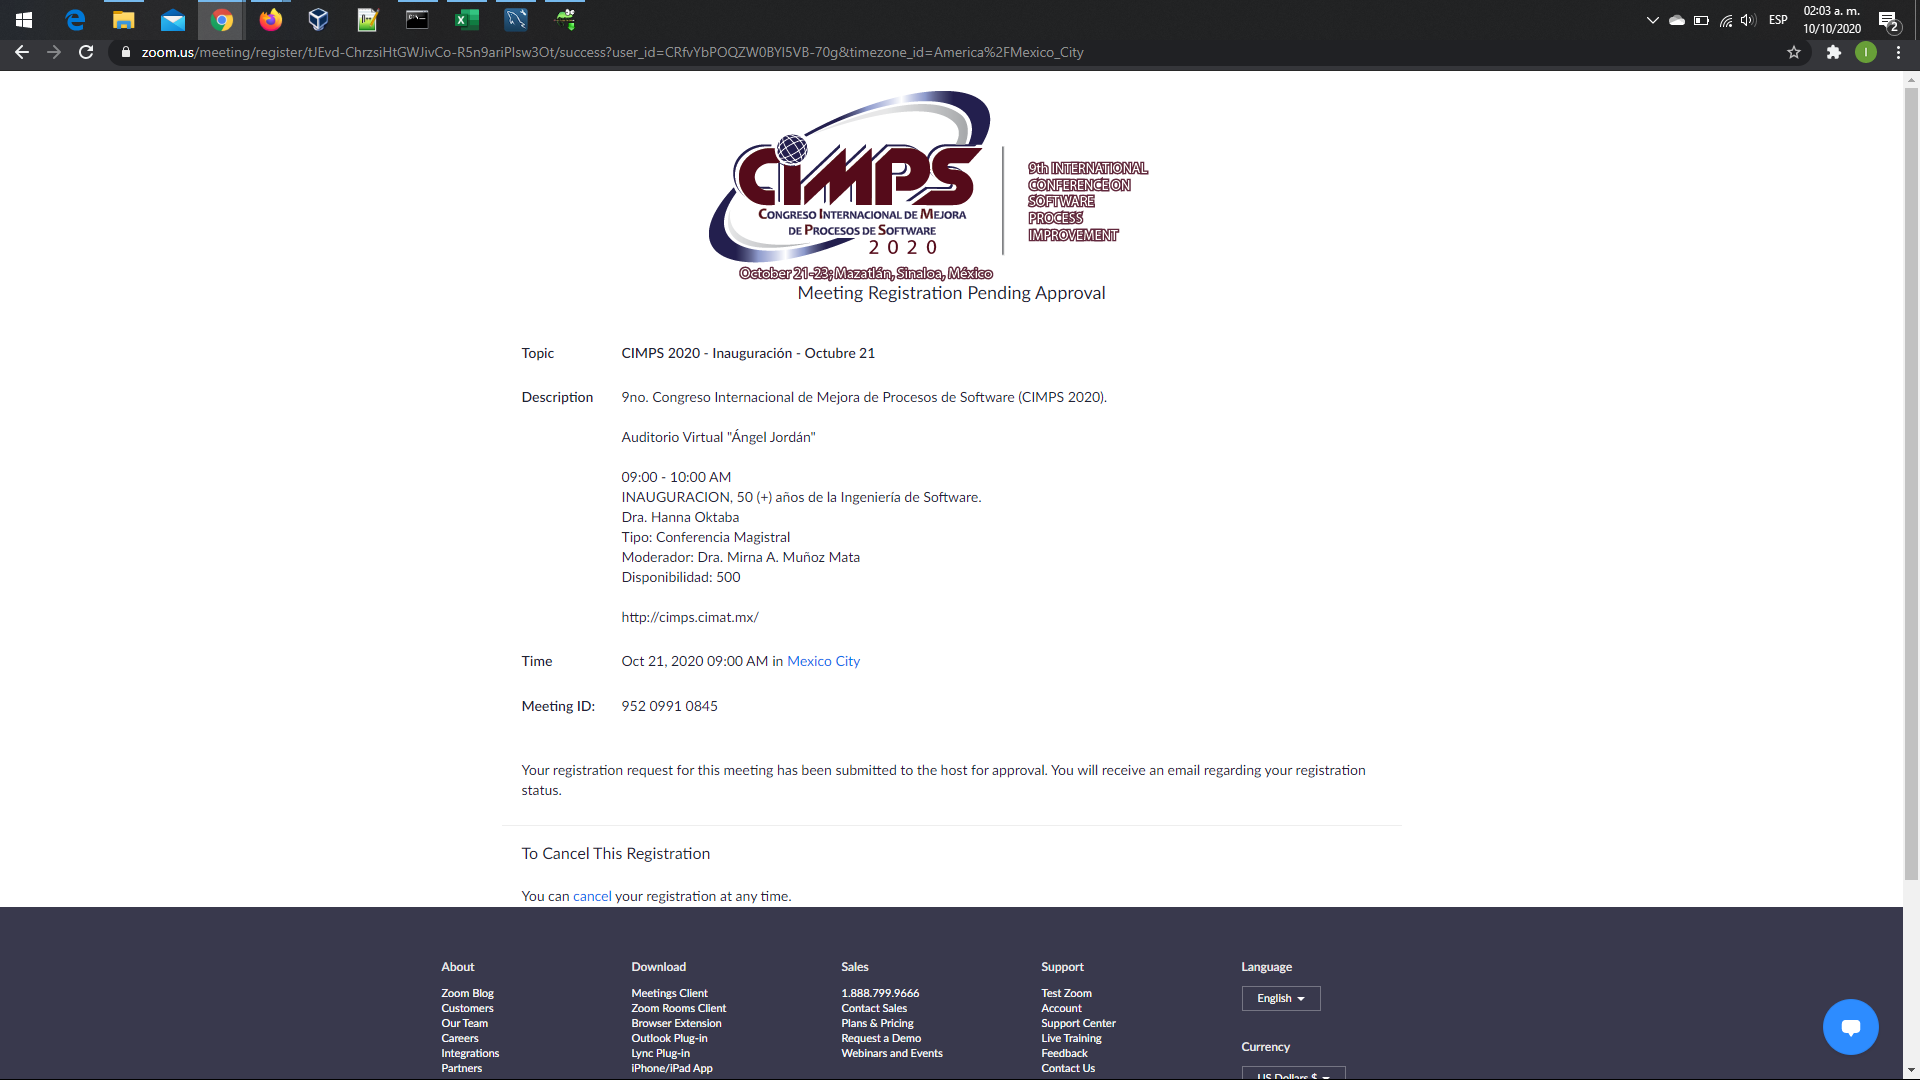 02:03 a. m.
ESP
10/10/2020
2
zoom.us/meeting/register/tJEvd-ChrzsiHtGWJivCo-R5n9ariPlsw3Ot/success?user_id=CRfvYbPOQZW0BYl5VB-70g&timezone_id=America%2FMexico_City
I
CIMPS
CONGRESO INTERNACIONAL DE MEJORA
DE PROCESOS DE SOFTWARE
2020
9th INTERNATIONAL
CONFERENCE ON
SOFTWARE
PROCESS
IMPROVEMENT
October 21-23; Mazatlán, Sinaloa, México
Meeting Registration Pending Approval
Topic CIMPS 2020 - Inauguración - Octubre 21
Description 9no. Congreso Internacional de Mejora de Procesos de Software (CIMPS 2020).
Auditorio Virtual "Ángel Jordán"
09:00 - 10:00 AM
INAUGURACION, 50 (+) años de la Ingeniería de Software.
Dra. Hanna Oktaba
Tipo: Conferencia Magistral
Moderador: Dra. Mirna A. Muñoz Mata
Disponibilidad: 500
http://cimps.cimat.mx/
Time Oct 21, 2020 09:00 AM in Mexico City
Meeting ID: 952 0991 0845
Your registration request for this meeting has been submitted to the host for approval. You will receive an email regarding your registration
status.
To Cancel This Registration
You can cancel your registration at any time.
About
Zoom Blog
Customers
Our Team
Careers
Integrations
Partners
Download
Meetings Client
Zoom Rooms Client
Browser Extension
Outlook Plug-in
Lync Plug-in
iPhone/iPad App
Sales
1.888.799.9666
Contact Sales
Plans & Pricing
Request a Demo
Webinars and Events
Support
Test Zoom
Account
Support Center
Live Training
Feedback
Contact Us
Language
English
Currency
US Dollars $